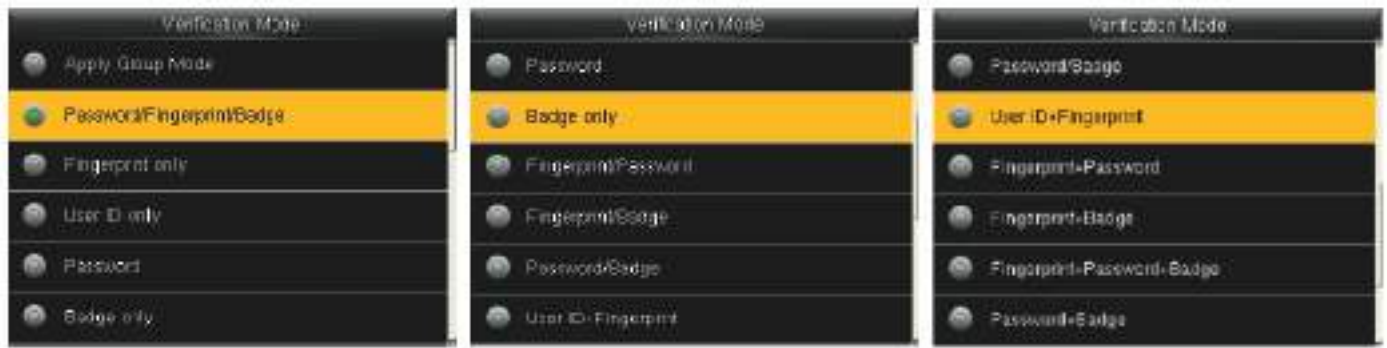 Verification Mode
Apply Group Mode
Password/Fingerprint/Badge
Fingerprint only
User ID only
Password
Badge only
Verification Mode
Password
Badge only
Fingerprint/Password
Fingerprint/Badge
Password/Badge
User ID+Fingerprint
Verification Mode
Password/Badge
User ID+Fingerprint
Fingerprint+Password
Fingerprint+Badge
Fingerprint+Password+Badge
Password+Badge